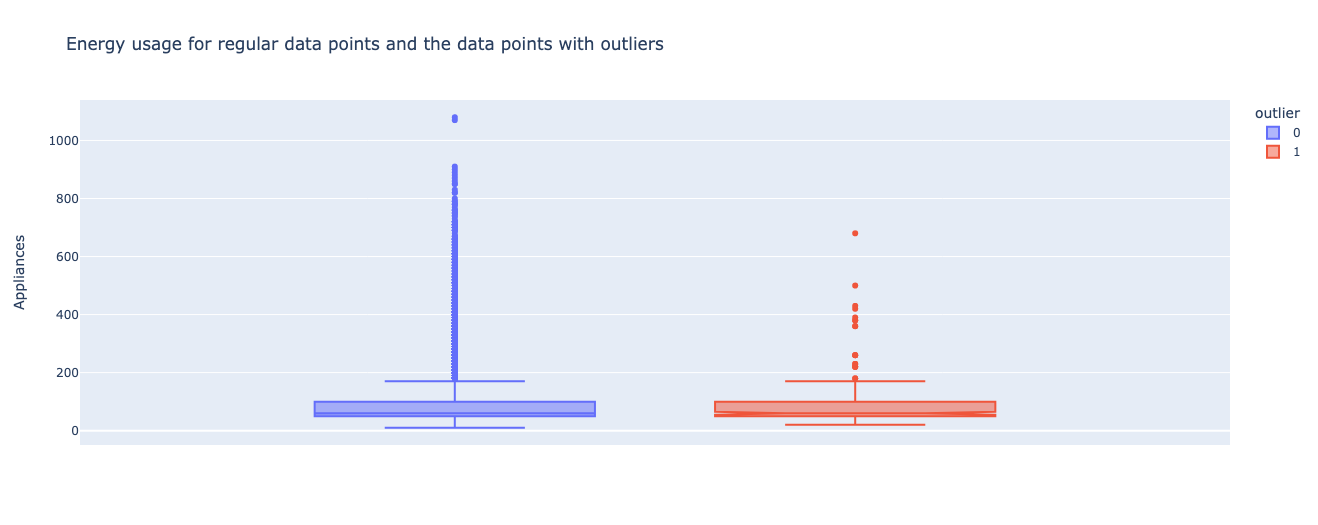 Energy usage for regular data points and the data points with outliers
outlier
0
1
1000
800
600
400
200
0
Appliances